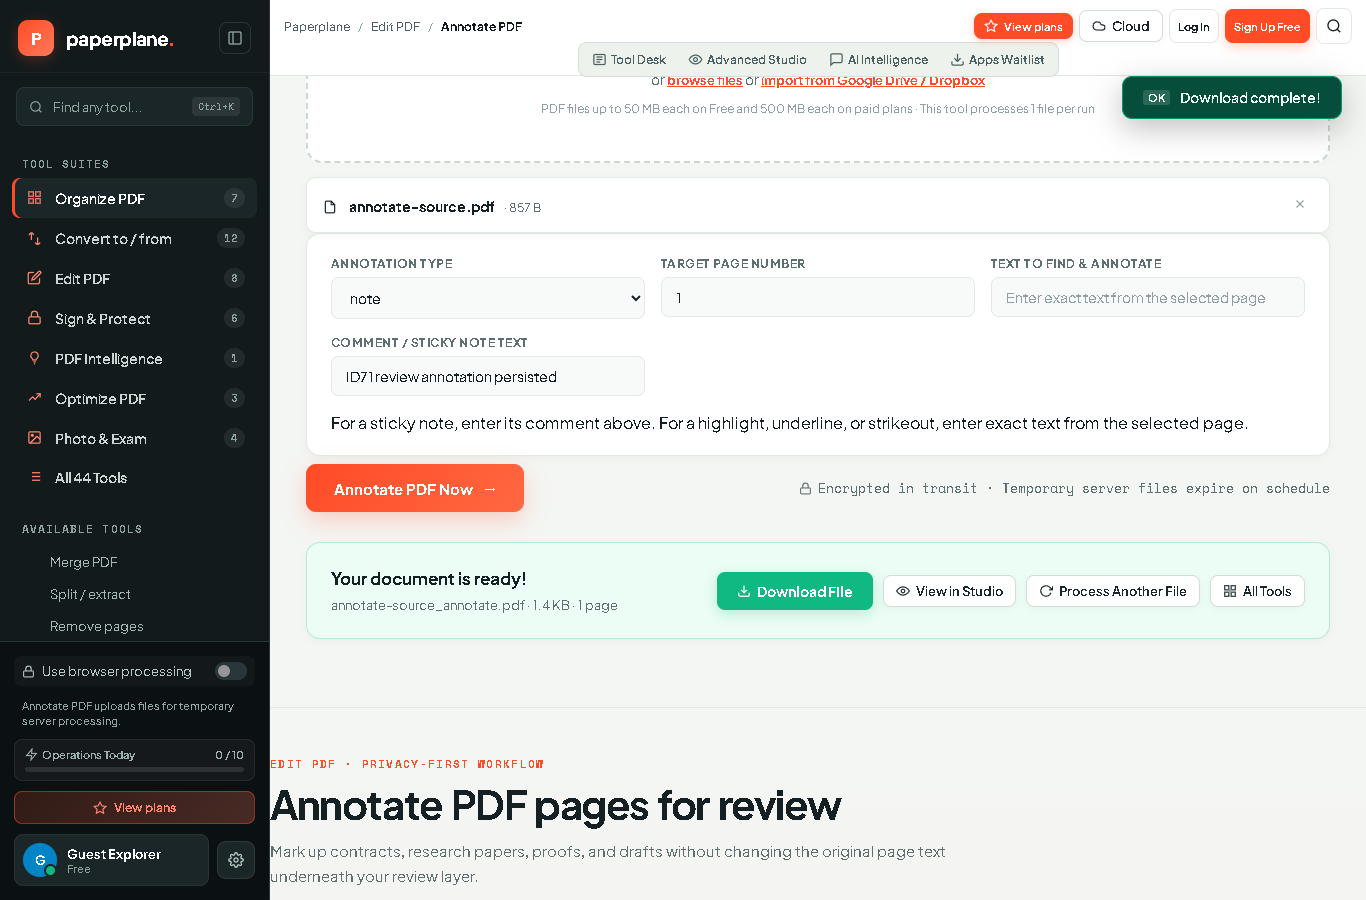 P paperplane.
Find any tool... Ctrl+K
TOOL SUITES
Organize PDF 7
Convert to / from 12
Edit PDF 8
Sign & Protect 6
PDF Intelligence 1
Optimize PDF 3
Photo & Exam 4
All 44 Tools
AVAILABLE TOOLS
Merge PDF
Split / extract
Remove pages
Use browser processing
Annotate PDF uploads files for temporary
server processing.
Operations Today 0 / 10
View plans
G Guest Explorer
Free
Paperplane / Edit PDF / Annotate PDF
View plans Cloud Log In Sign Up Free
Tool Desk Advanced Studio AI Intelligence Apps Waitlist
or browse files or import from Google Drive / Dropbox
PDF files up to 50 MB each on Free and 500 MB each on paid plans · This tool processes 1 file per run
OK Download complete!
annotate-source.pdf · 857 B ×
ANNOTATION TYPE TARGET PAGE NUMBER TEXT TO FIND & ANNOTATE
note 1 Enter exact text from the selected page
COMMENT / STICKY NOTE TEXT
ID71 review annotation persisted
For a sticky note, enter its comment above. For a highlight, underline, or strikeout, enter exact text from the selected page.
Annotate PDF Now →
Encrypted in transit · Temporary server files expire on schedule
Your document is ready!
annotate-source_annotate.pdf · 1.4 KB · 1 page
Download File View in Studio Process Another File All Tools
EDIT PDF · PRIVACY-FIRST WORKFLOW
Annotate PDF pages for review
Mark up contracts, research papers, proofs, and drafts without changing the original page text
underneath your review layer.